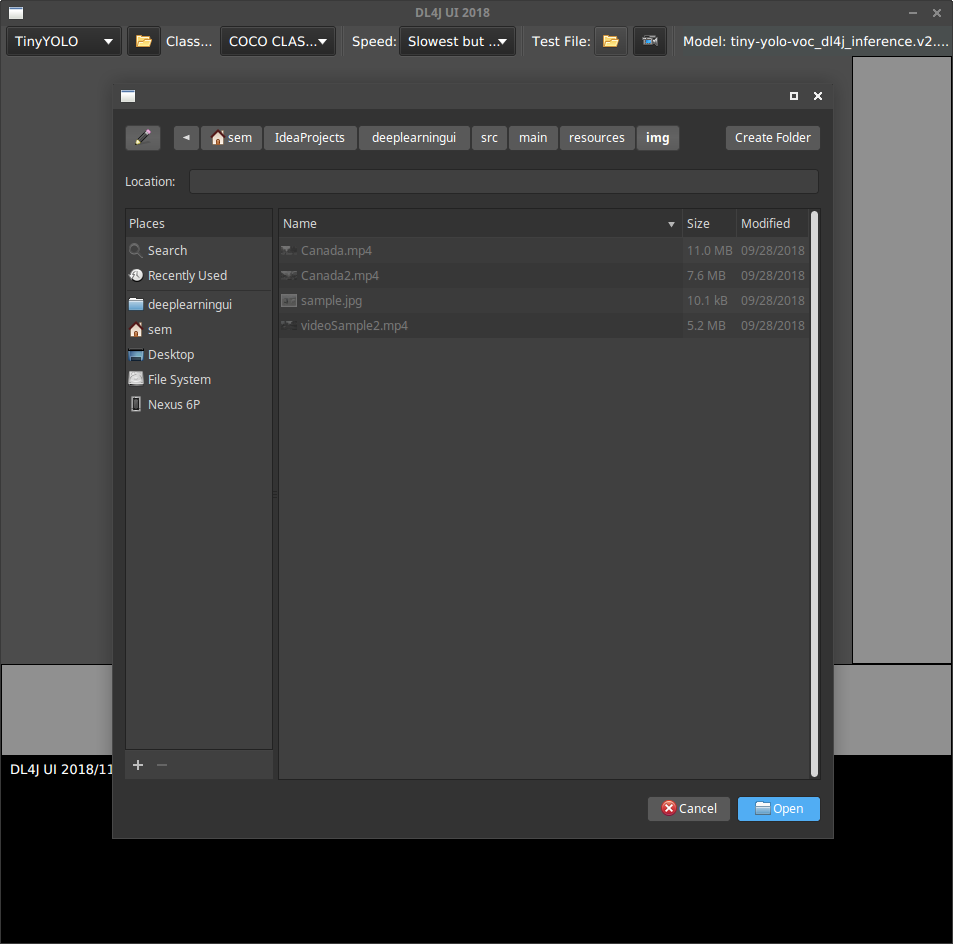 DL4J UI 2018
TinyYOLO Class... COCO CLAS... Speed: Slowest but ... Test File: Model: tiny-yolo-voc_dl4j_inference.v2....
sem IdeaProjects deeplearningui src main resources img Create Folder
Location:
Places Name Size Modified
Search Canada.mp4 11.0 MB 09/28/2018
Recently Used Canada2.mp4 7.6 MB 09/28/2018
deeplearningui sample.jpg 10.1 kB 09/28/2018
sem videoSample2.mp4 5.2 MB 09/28/2018
Desktop
File System
Nexus 6P
DL4J UI 2018/11
Cancel Open